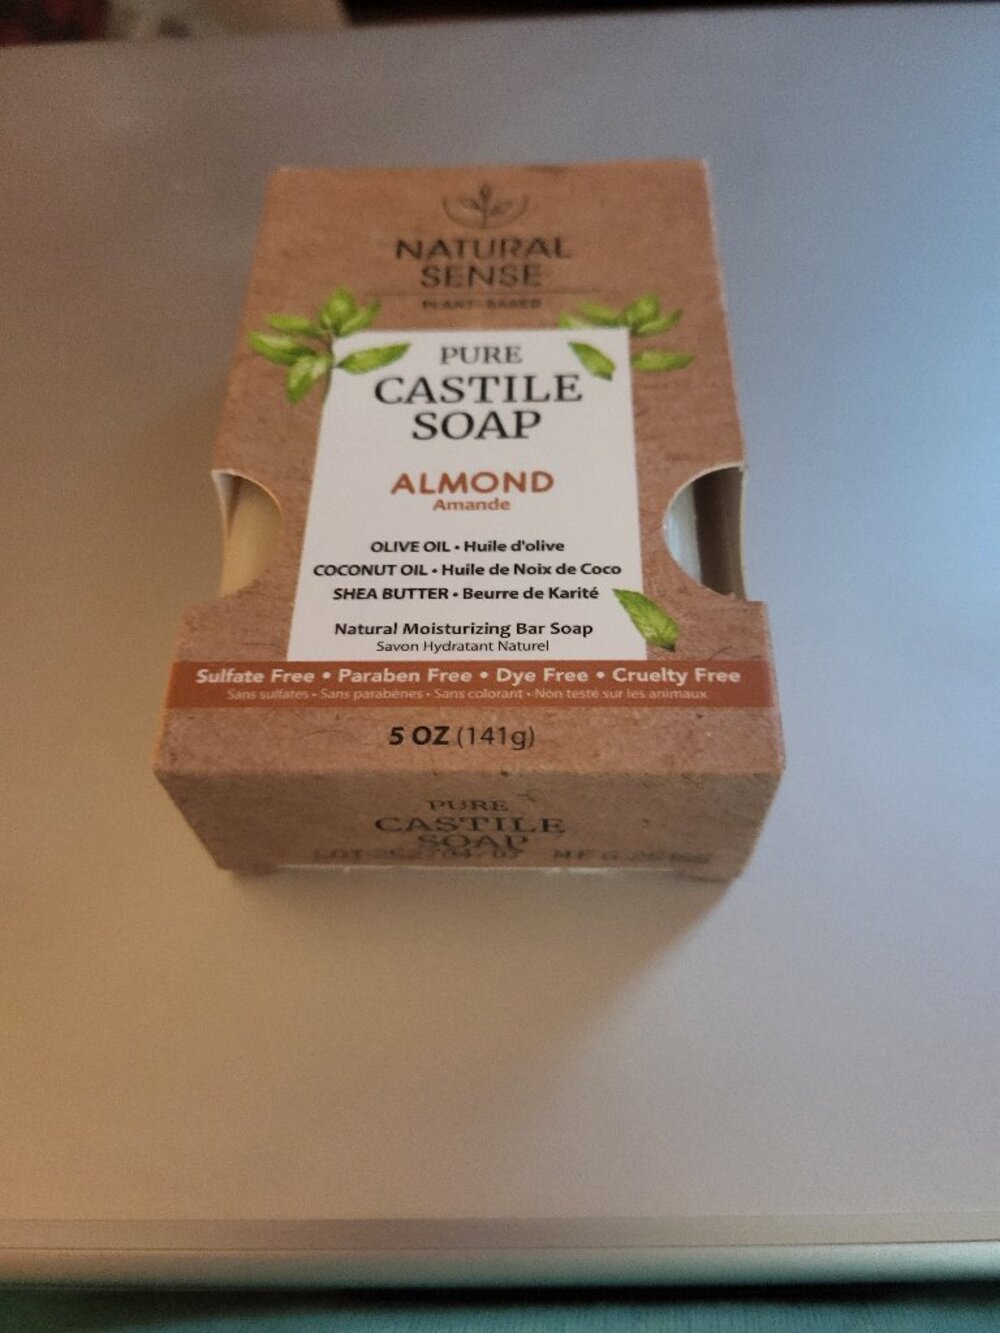 NATURAL
SENSE
PLANT-BASED
PURE
CASTILE
SOAP
ALMOND
Amande
OLIVE OIL • Huile d'olive
COCONUT OIL • Huile de Noix de Coco
SHEA BUTTER • Beurre de Karité
Natural Moisturizing Bar Soap
Savon Hydratant Naturel
Sulfate Free • Paraben Free • Dye Free • Cruelty Free
Sans sulfates • Sans parabènes • Sans colorant • Non testé sur les animaux
5 OZ (141g)
PURE
CASTILE
SOAP
LOT